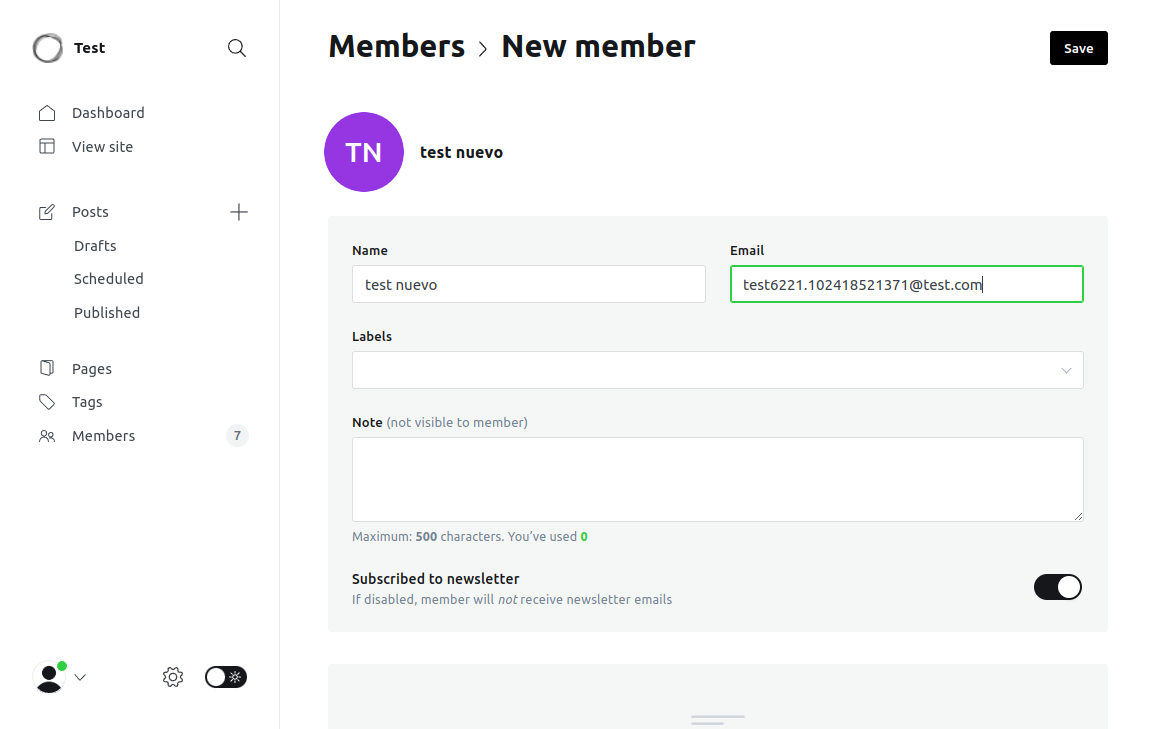 Test
Dashboard
View site
Posts
Drafts
Scheduled
Published
Pages
Tags
Members 7
Members > New member
Save
TN
test nuevo
Name
test nuevo
Email
test6221.102418521371@test.com
Labels
Note (not visible to member)
Maximum: 500 characters. You've used 0
Subscribed to newsletter
If disabled, member will not receive newsletter emails